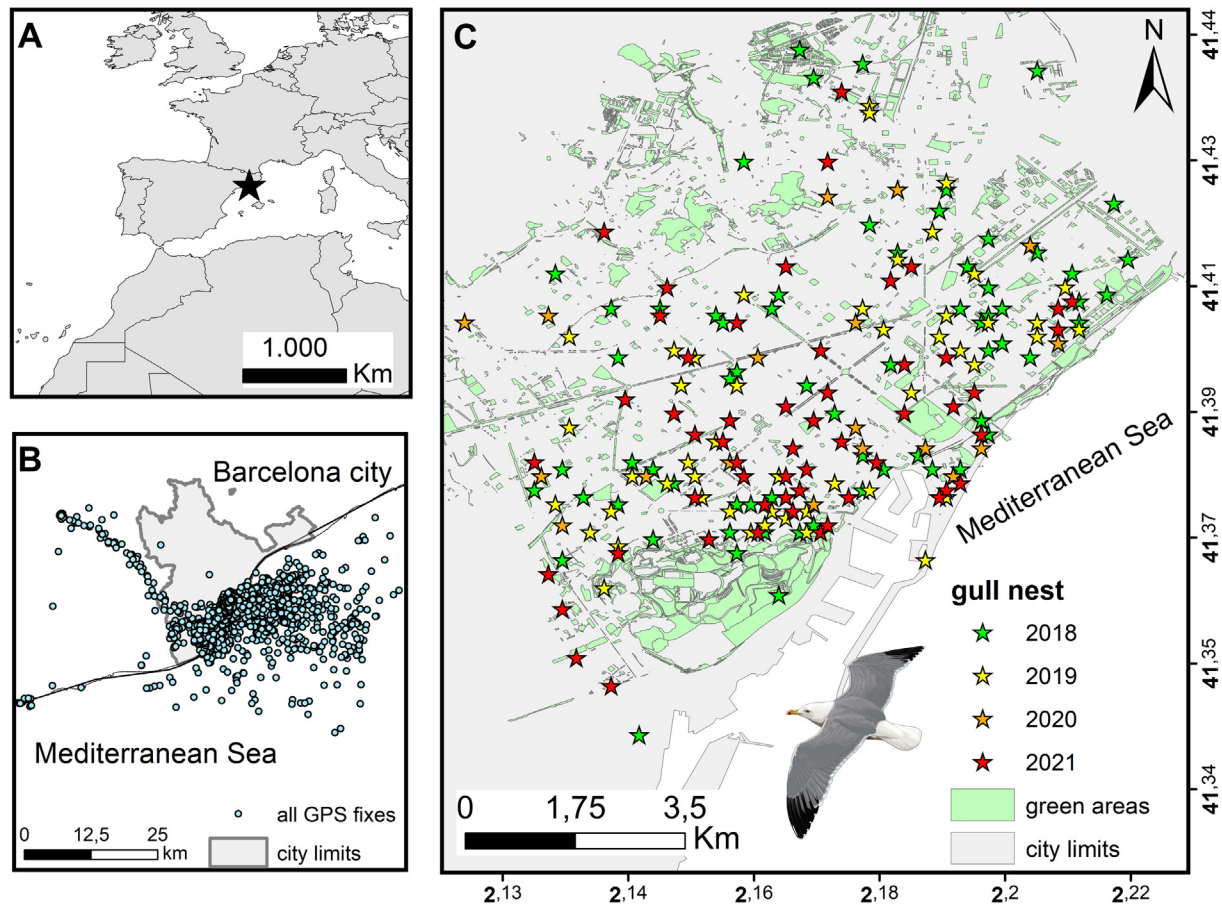 A
1.000
Km
B
Barcelona city
Mediterranean Sea
all GPS fixes
0 12,5 25
km
city limits
C
N
Mediterranean Sea
gull nest
2018
2019
2020
2021
green areas
city limits
0 1,75 3,5
Km
41,44
41,43
41,41
41,39
41,37
41,35
41,34
2,13 2,14 2,16 2,18 2,2 2,22